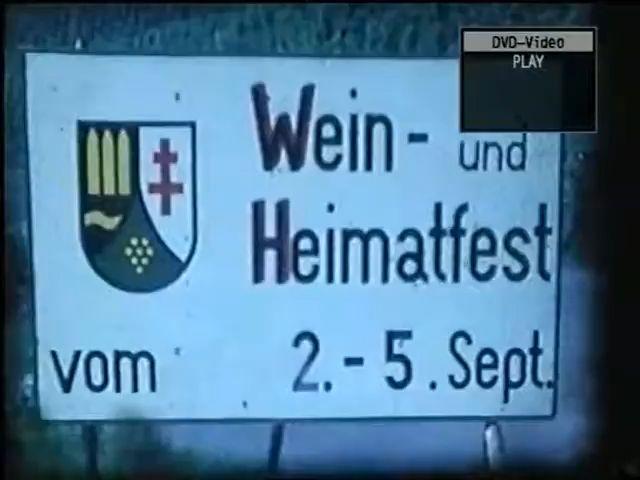 DVD-Video
PLAY
Wein- und
Heimatfest
vom 2.-5. Sept.